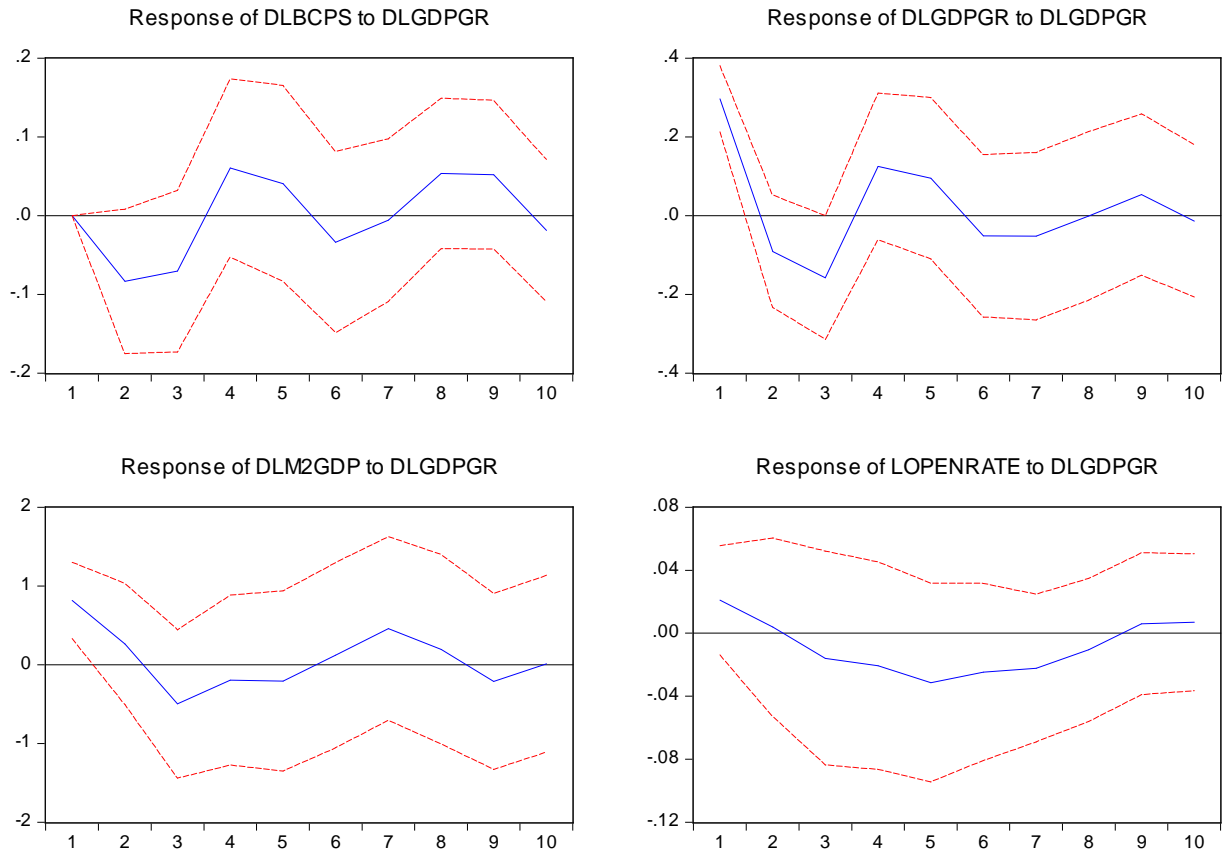 Response of DLBCPS to DLGDPGR
.2
.1
.0
-.1
-.2
1 2 3 4 5 6 7 8 9 10
Response of DLGDPGR to DLGDPGR
.4
.2
.0
-.2
-.4
1 2 3 4 5 6 7 8 9 10
Response of DLM2GDP to DLGDPGR
2
1
0
-1
-2
1 2 3 4 5 6 7 8 9 10
Response of LOPENRATE to DLGDPGR
.08
.04
.00
-.04
-.08
-.12
1 2 3 4 5 6 7 8 9 10